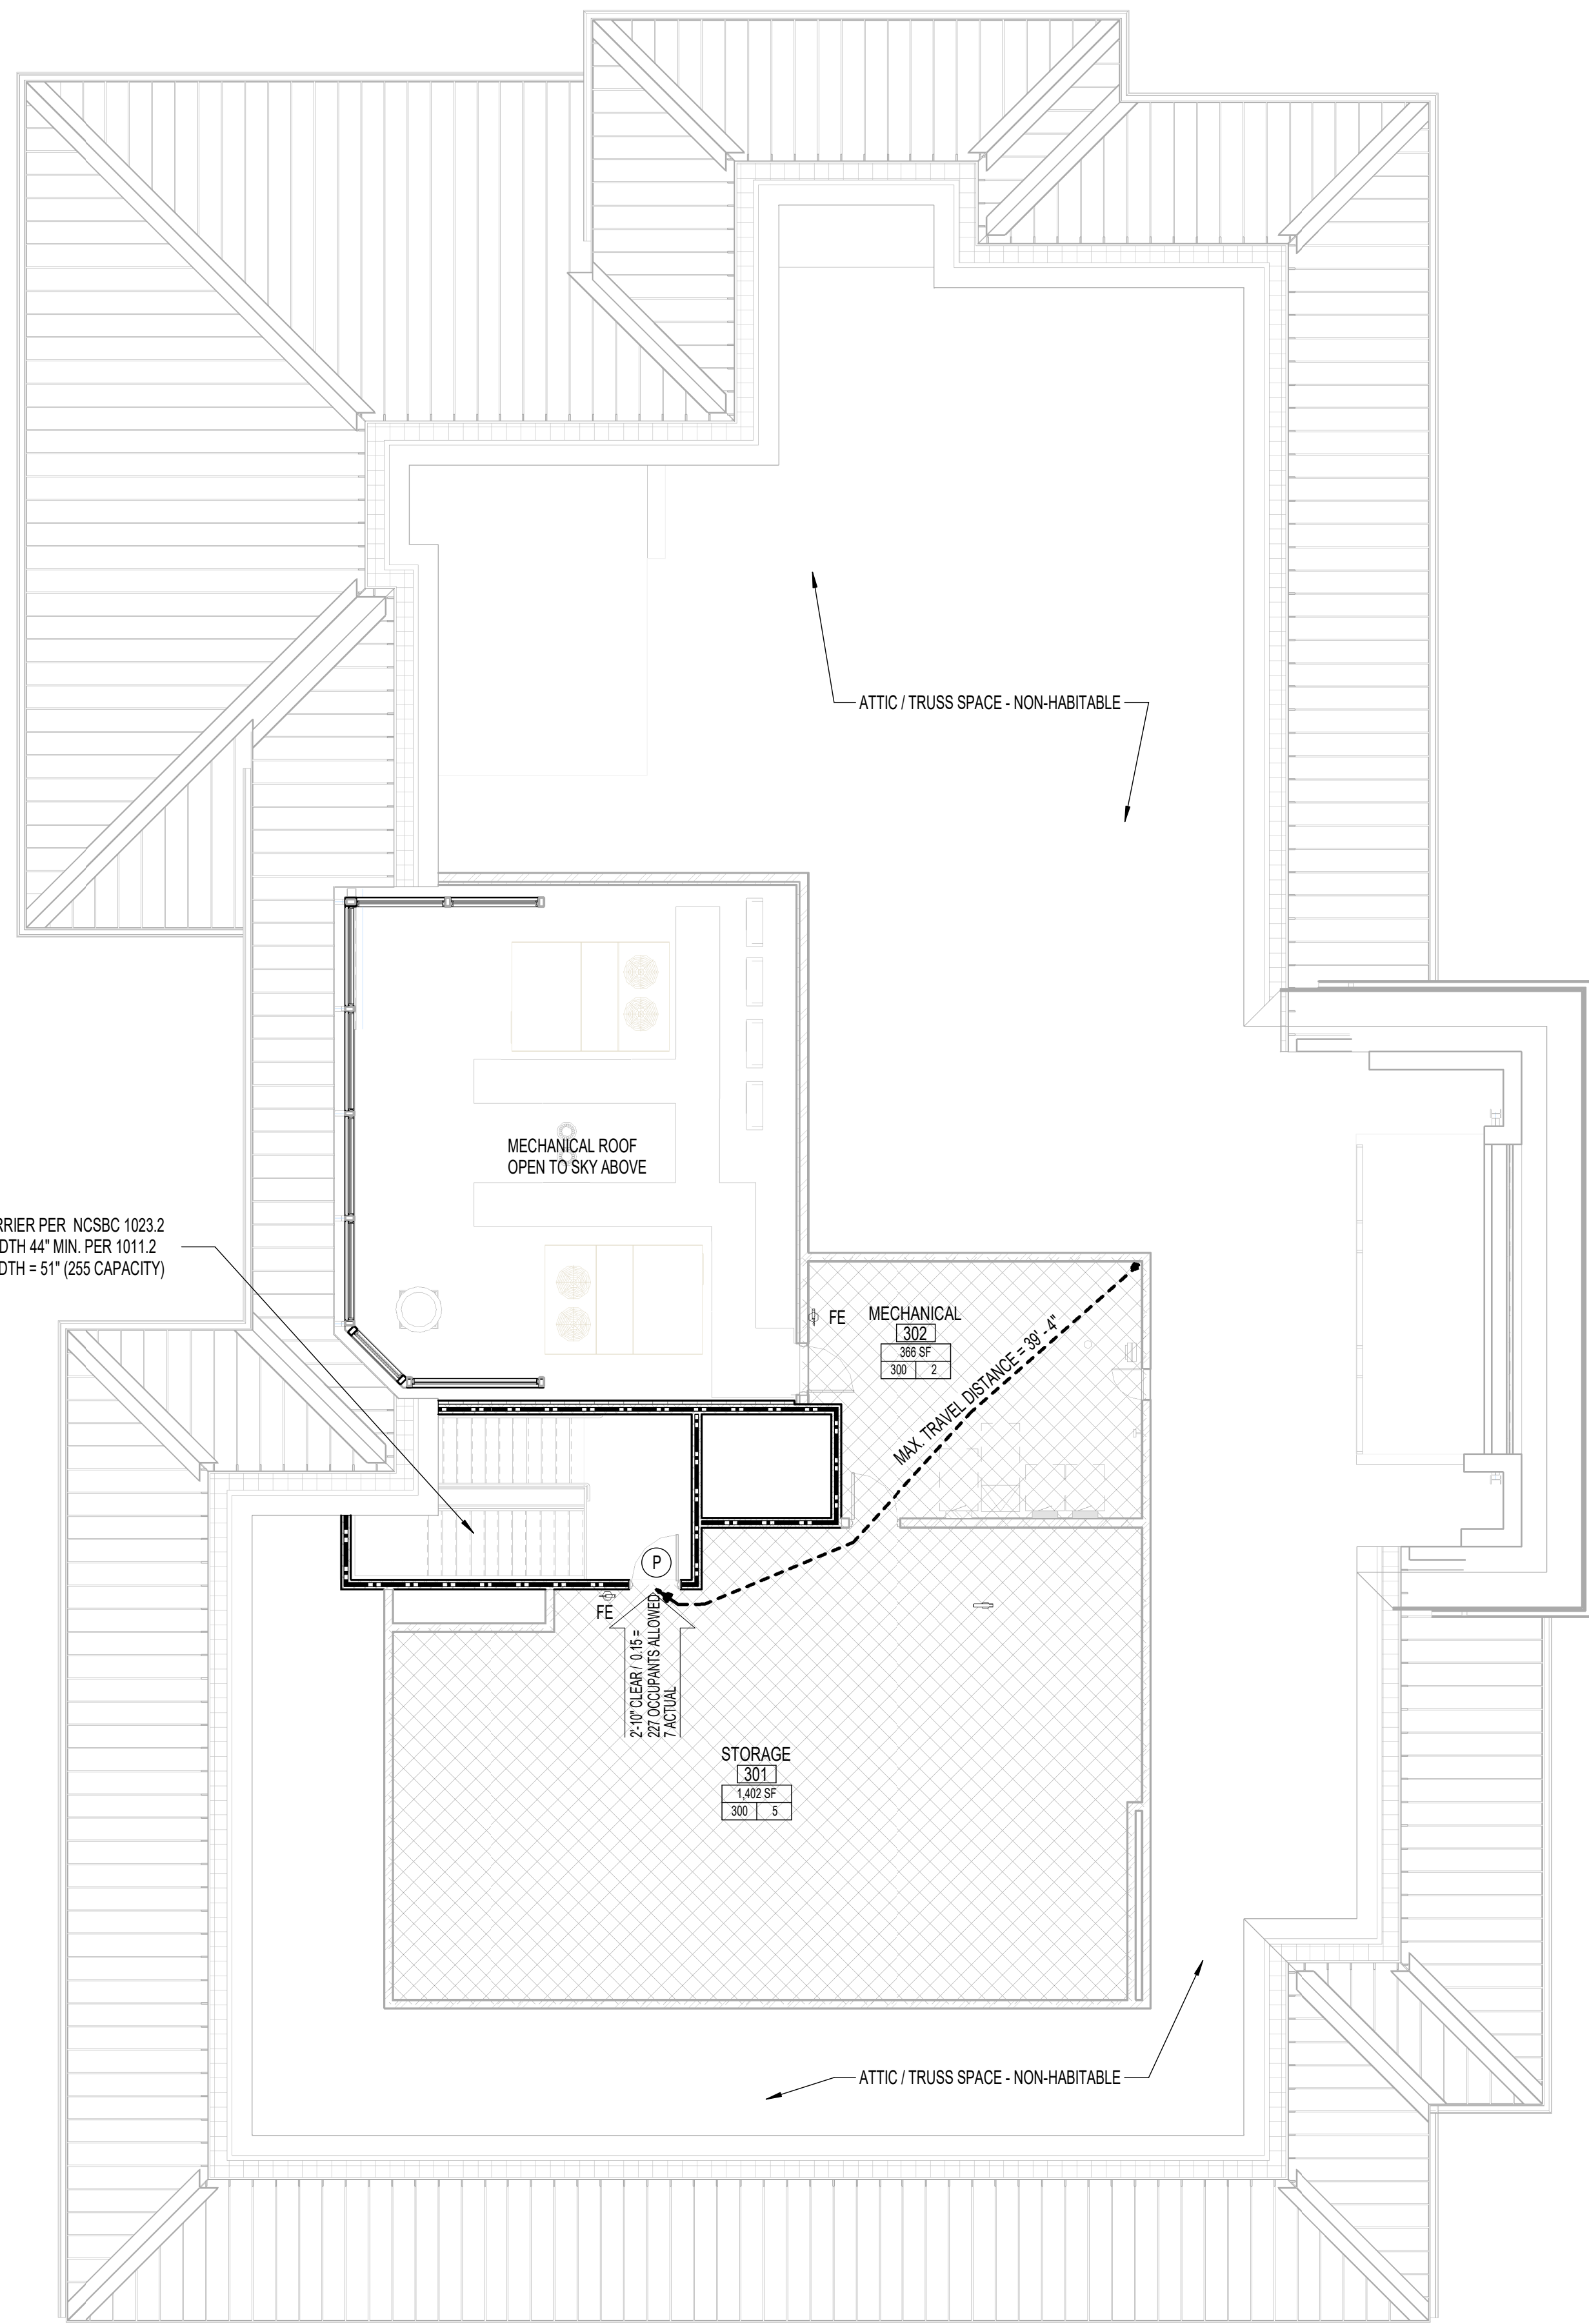 ATTIC / TRUSS SPACE - NON-HABITABLE
MECHANICAL ROOF
OPEN TO SKY ABOVE
RRIER PER NCSBC 1023.2
DTH 44" MIN. PER 1011.2
DTH = 51" (255 CAPACITY)
FE
MECHANICAL
302
366 SF
300 2
MAX. TRAVEL DISTANCE = 39' - 4"
P
FE
2'-10" CLEAR / 0.15 =
227 OCCUPANTS ALLOWED
7 ACTUAL
STORAGE
301
1,402 SF
300 5
ATTIC / TRUSS SPACE - NON-HABITABLE